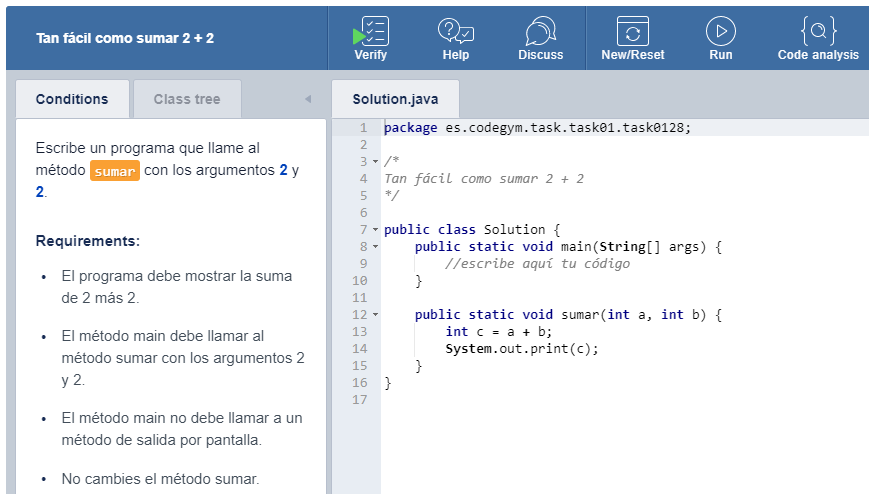 Tan fácil como sumar 2 + 2
Verify
Help
Discuss
New/Reset
Run
Code analysis
Conditions
Class tree
Solution.java
Escribe un programa que llame al
método sumar con los argumentos 2 y
2.
Requirements:
• El programa debe mostrar la suma
de 2 más 2.
• El método main debe llamar al
método sumar con los argumentos 2
y 2.
• El método main no debe llamar a un
método de salida por pantalla.
• No cambies el método sumar.
1 package es.codegym.task.task01.task0128;
2
3 /*
4 Tan fácil como sumar 2 + 2
5 */
6
7 public class Solution {
8     public static void main(String[] args) {
9         //escribe aquí tu código
10     }
11
12     public static void sumar(int a, int b) {
13         int c = a + b;
14         System.out.print(c);
15     }
16 }
17